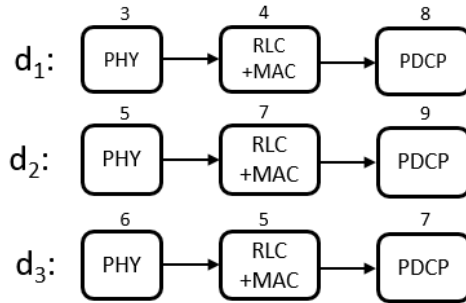 3 4 8
d1: PHY RLC +MAC PDCP
5 7 9
d2: PHY RLC +MAC PDCP
6 5 7
d3: PHY RLC +MAC PDCP